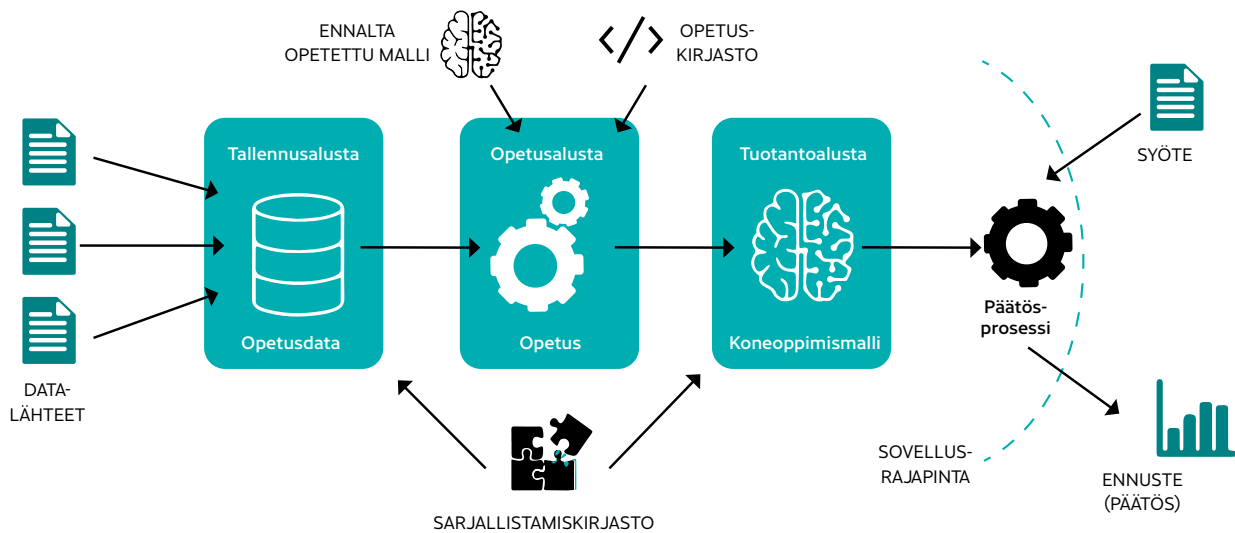 ENNALTA
OPETETTU MALLI
OPETUS-
KIRJASTO
SYÖTE
Tallennusalusta
Opetusalusta
Tuotantoalusta
Opetusdata
Opetus
Koneoppimismalli
Päätös-
prosessi
DATA-
LÄHTEET
SOVELLUS-
RAJAPINTA
ENNUSTE
(PÄÄTÖS)
SARJALLISTAMISKIRJASTO